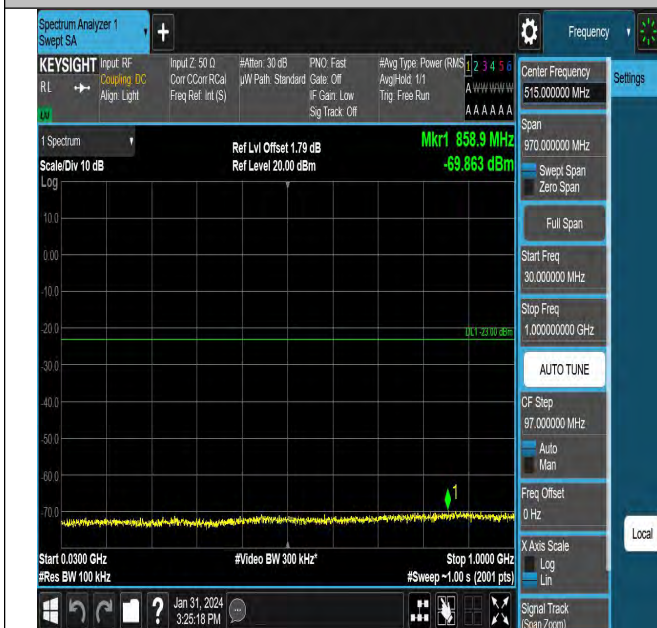 Spectrum Analyzer 1
Swept SA
Frequency
KEYSIGHT
RL
Input: RF
Coupling: DC
Align: Light
Input Z: 50 Ω
Corr CCorr RCal
Freq Ref: Int (S)
#Atten: 30 dB
µW Path: Standard
PNO: Fast
Gate: Off
IF Gain: Low
Sig Track: Off
#Avg Type: Power (RMS
Avg|Hold: 1/1
Trig: Free Run
1 2 3 4 5 6
A W W W W W
A A A A A A
1 Spectrum
Scale/Div 10 dB
Log
Ref Lvl Offset 1.79 dB
Ref Level 20.00 dBm
Mkr1 858.9 MHz
-69.863 dBm
10.0
0.00
-10.0
-20.0
-30.0
-40.0
-50.0
-60.0
-70.0
DL1 -23.00 dBm
1
Start 0.0300 GHz
#Res BW 100 kHz
#Video BW 300 kHz*
Stop 1.0000 GHz
#Sweep ~1.00 s (2001 pts)
Jan 31, 2024
3:25:18 PM
Center Frequency
515.000000 MHz
Settings
Span
970.000000 MHz
Swept Span
Zero Span
Full Span
Start Freq
30.000000 MHz
Stop Freq
1.000000000 GHz
AUTO TUNE
CF Step
97.000000 MHz
Auto
Man
Freq Offset
0 Hz
X Axis Scale
Log
Lin
Local
Signal Track
(Span Zoom)